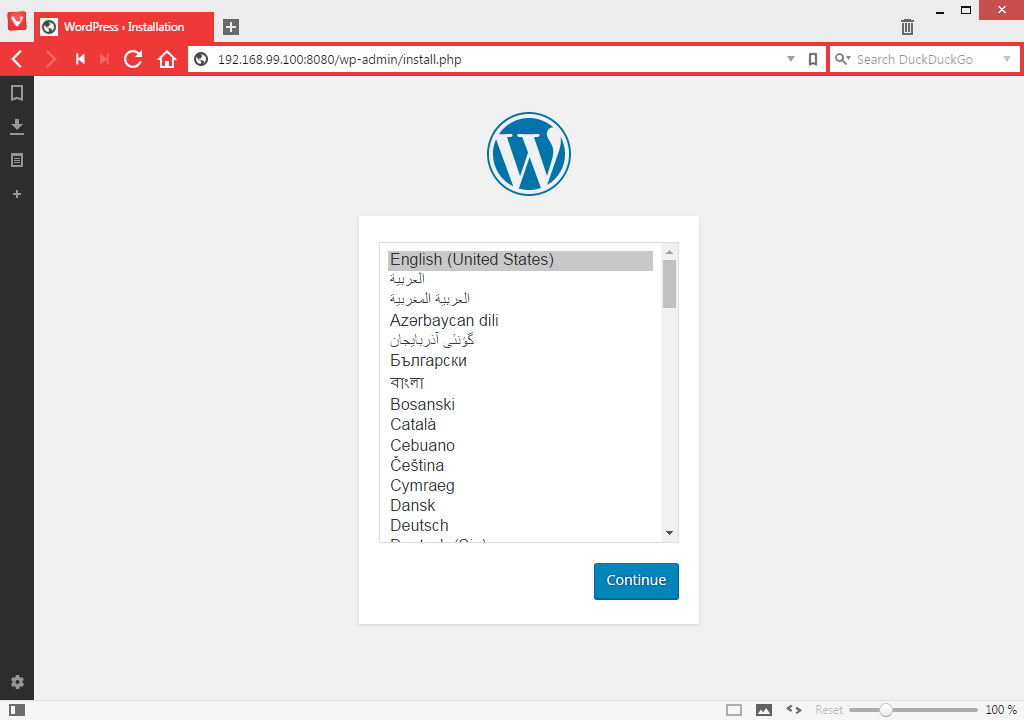 WordPress › Installation
192.168.99.100:8080/wp-admin/install.php
Search DuckDuckGo
English (United States)
العربية
العربية المغربية
Azərbaycan dili
گؤنئی آذربایجان
Български
বাংলা
Bosanski
Català
Cebuano
Čeština
Cymraeg
Dansk
Deutsch
Continue
Reset
100 %